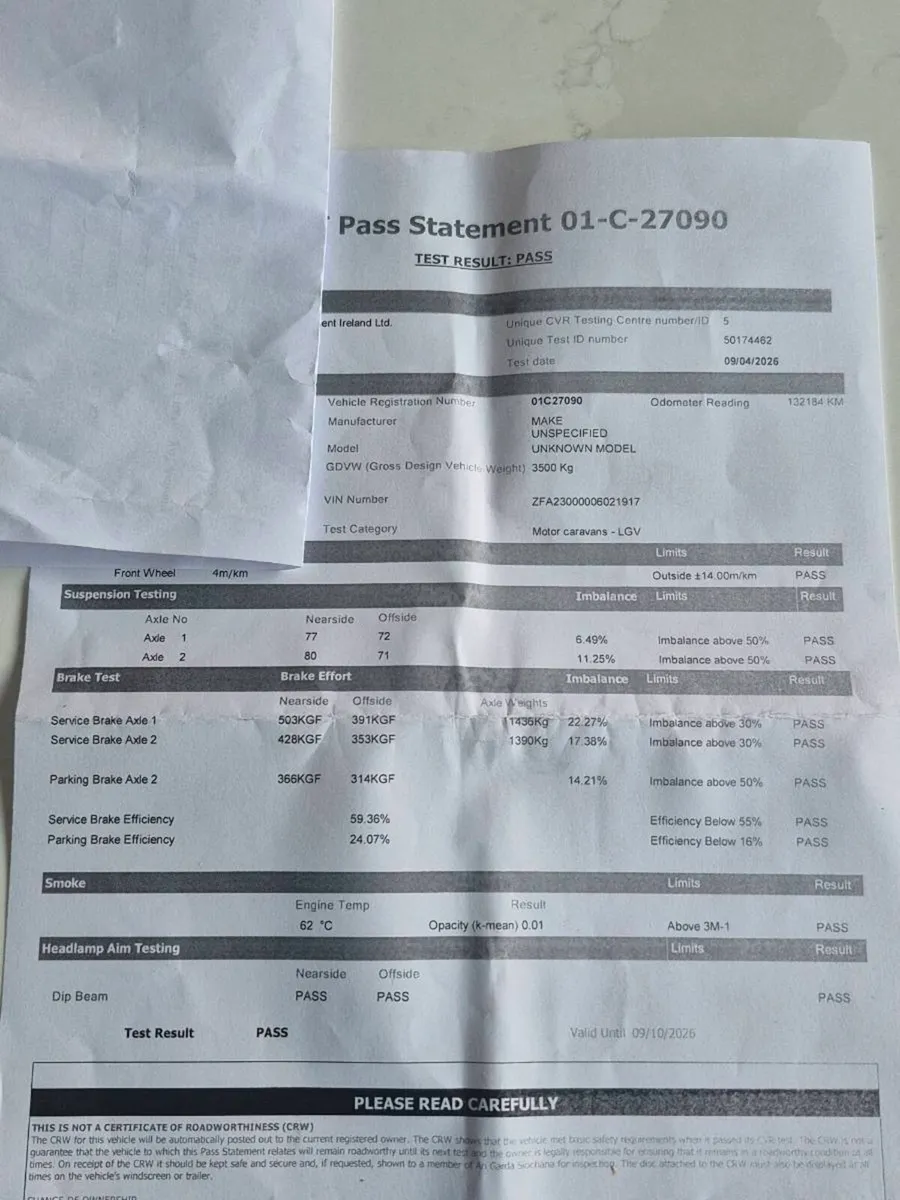 Pass Statement 01-C-27090
TEST RESULT: PASS
ent Ireland Ltd. Unique CVR Testing Centre number/ID 5
Unique Test ID number 50174462
Test date 09/04/2026
Vehicle Registration Number 01C27090 Odometer Reading 132184 KM
Manufacturer MAKE
UNSPECIFIED
Model UNKNOWN MODEL
GDVW (Gross Design Vehicle Weight) 3500 Kg
VIN Number ZFA23000006021917
Test Category Motor caravans - LGV
Limits Result
Front Wheel 4m/km Outside ±14.00m/km PASS
Suspension Testing Imbalance Limits Result
Axle No Nearside Offside
Axle 1 77 72 6.49% Imbalance above 50% PASS
Axle 2 80 71 11.25% Imbalance above 50% PASS
Brake Test Brake Effort Imbalance Limits Result
Nearside Offside Axle Weights
Service Brake Axle 1 503KGF 391KGF 1436Kg 22.27% Imbalance above 30% PASS
Service Brake Axle 2 428KGF 353KGF 1390Kg 17.38% Imbalance above 30% PASS
Parking Brake Axle 2 366KGF 314KGF 14.21% Imbalance above 50% PASS
Service Brake Efficiency 59.36% Efficiency Below 55% PASS
Parking Brake Efficiency 24.07% Efficiency Below 16% PASS
Smoke Limits Result
Engine Temp Result
62 °C Opacity (k-mean) 0.01 Above 3M-1 PASS
Headlamp Aim Testing Limits Result
Nearside Offside
Dip Beam PASS PASS PASS
Test Result PASS Valid Until 09/10/2026
PLEASE READ CAREFULLY
THIS IS NOT A CERTIFICATE OF ROADWORTHINESS (CRW)
The CRW for this vehicle will be automatically posted out to the current registered owner. The CRW shows that the vehicle met basic safety requirements when it passed its CVR test. The CRW is not a
guarantee that the vehicle to which this Pass Statement relates will remain roadworthy until its next test and the owner is legally responsible for ensuring that it remains in a roadworthy condition at all
times. On receipt of the CRW it should be kept safe and secure and, if requested, shown to a member of An Garda Siochana for inspection. The disc attached to the CRW must also be displayed at all
times on the vehicle's windscreen or trailer.
CHANGE OF OWNERSHIP